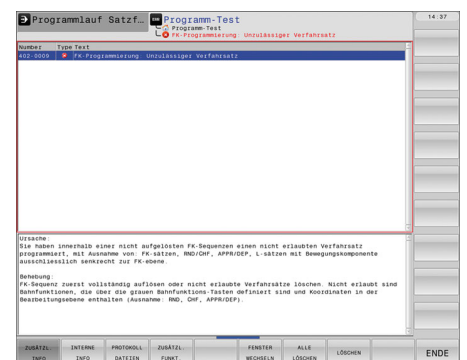 Programmlauf Satzf…
Programm-Test
Programm-Test
FK-Programmierung: Unzulässiger Verfahrsatz
14:37
Number Type Text
402-0009 FK-Programmierung: Unzulässiger Verfahrsatz
Ursache:
Sie haben innerhalb einer nicht aufgelösten FK-Sequenzen einen nicht erlaubten Verfahrsatz
programmiert, mit Ausnahme von: FK-sätzen, RND/CHF, APPR/DEP, L-sätzen mit Bewegungskomponente
ausschliesslich senkrecht zur FK-ebene.
Behebung:
FK-Sequenz zuerst vollständig auflösen oder nicht erlaubte Verfahrsätze löschen. Nicht erlaubt sind
Bahnfunktionen, die über die grauen Bahnfunktions-Tasten definiert sind und Koordinaten in der
Bearbeitungsebene enthalten (Ausnahme: RND, CHF, APPR/DEP).
ZUSÄTZL. INFO
INTERNE INFO
PROTOKOLL DATEIEN
ZUSÄTZL. FUNKT.
FENSTER WECHSELN
ALLE LÖSCHEN
LÖSCHEN
ENDE